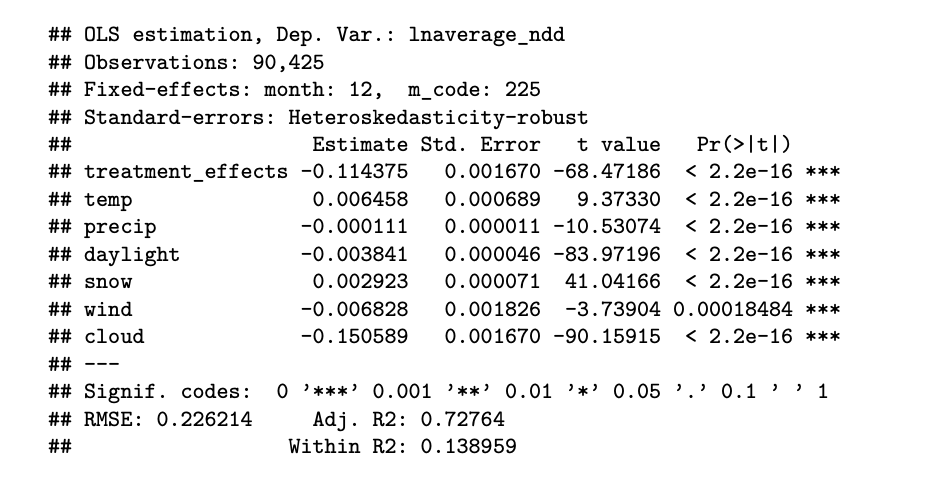 ## OLS estimation, Dep. Var.: lnaverage_ndd
## Observations: 90,425
## Fixed-effects: month: 12,  m_code: 225
## Standard-errors: Heteroskedasticity-robust
##                    Estimate Std. Error   t value   Pr(>|t|)
## treatment_effects -0.114375   0.001670 -68.47186  < 2.2e-16 ***
## temp               0.006458   0.000689   9.37330  < 2.2e-16 ***
## precip            -0.000111   0.000011 -10.53074  < 2.2e-16 ***
## daylight          -0.003841   0.000046 -83.97196  < 2.2e-16 ***
## snow               0.002923   0.000071  41.04166  < 2.2e-16 ***
## wind              -0.006828   0.001826  -3.73904 0.00018484 ***
## cloud             -0.150589   0.001670 -90.15915  < 2.2e-16 ***
## ---
## Signif. codes:  0 ’***’ 0.001 ’**’ 0.01 ’*’ 0.05 ’.’ 0.1 ’ ’ 1
## RMSE: 0.226214     Adj. R2: 0.72764
##                  Within R2: 0.138959